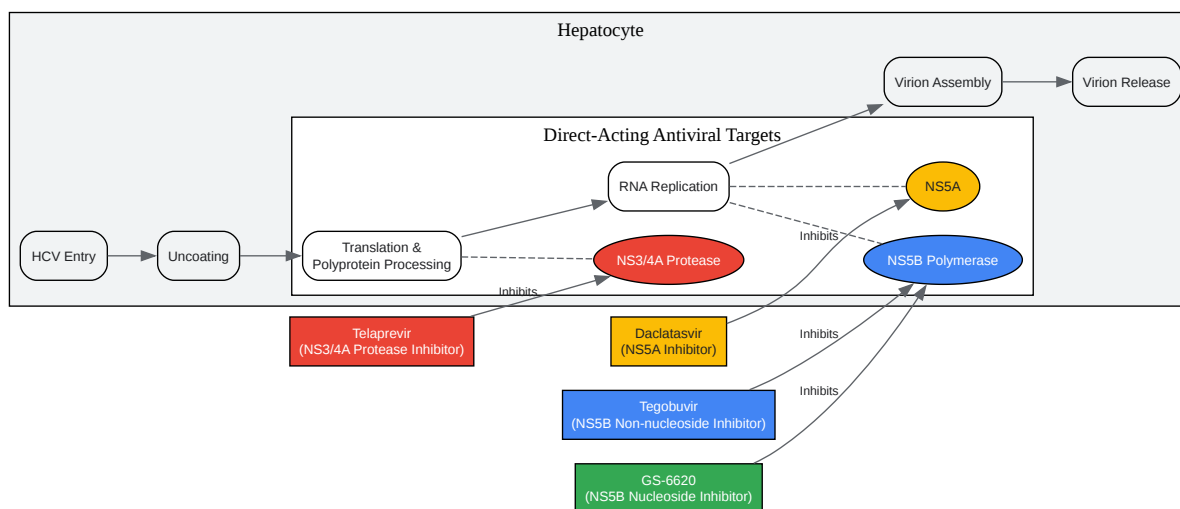 Hepatocyte
Virion Assembly
Virion Release
Direct-Acting Antiviral Targets
RNA Replication
NS5A
Inhibits
HCV Entry
Uncoating
Translation &
Polyprotein Processing
NS3/4A Protease
NS5B Polymerase
Inhibits
Telaprevir
(NS3/4A Protease Inhibitor)
Daclatasvir
(NS5A Inhibitor)
Inhibits
Tegobuvir
(NS5B Non-nucleoside Inhibitor)
Inhibits
GS-6620
(NS5B Nucleoside Inhibitor)